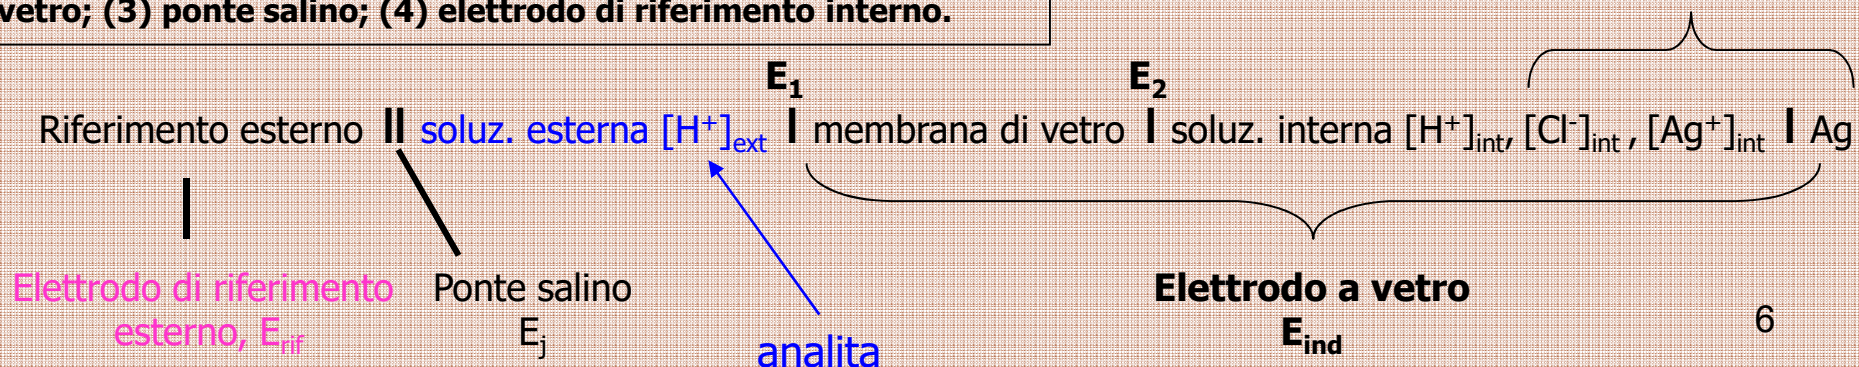 vetro; (3) ponte salino; (4) elettrodo di riferimento interno.
E₁ E₂
Riferimento esterno || soluz. esterna [H⁺]ext | membrana di vetro | soluz. interna [H⁺]int, [Cl⁻]int , [Ag⁺]int | Ag
Elettrodo di riferimento esterno, Erif
Ponte salino
Ej
analita
Elettrodo a vetro
Eind
6